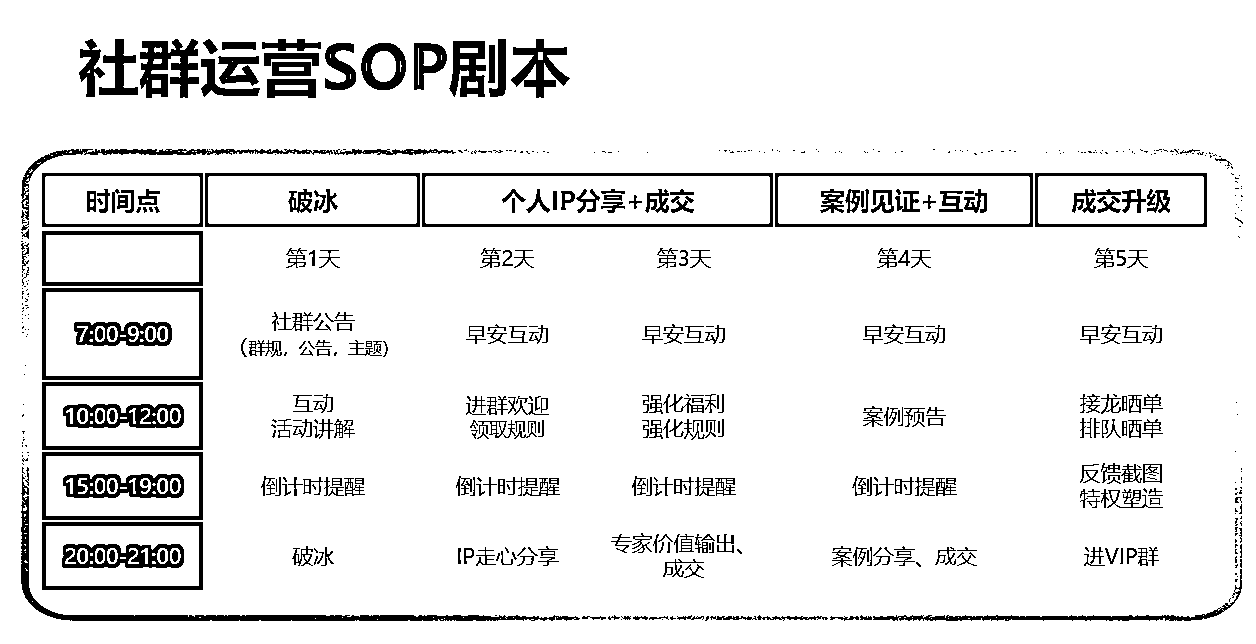 社群运营SOP剧本
时间点 破冰 个人IP分享+成交 案例见证+互动 成交升级
第1天 第2天 第3天 第4天 第5天
7:00-9:00 社群公告 早安互动 早安互动 早安互动 早安互动
（群规，公告，主题）
10:00-12:00 互动 进群欢迎 强化福利 案例预告 接龙晒单
活动讲解 领取规则 强化规则 排队晒单
15:00-19:00 倒计时提醒 倒计时提醒 倒计时提醒 倒计时提醒 反馈截图
特权塑造
20:00-21:00 破冰 IP走心分享 专家价值输出、 案例分享、成交 进VIP群
成交